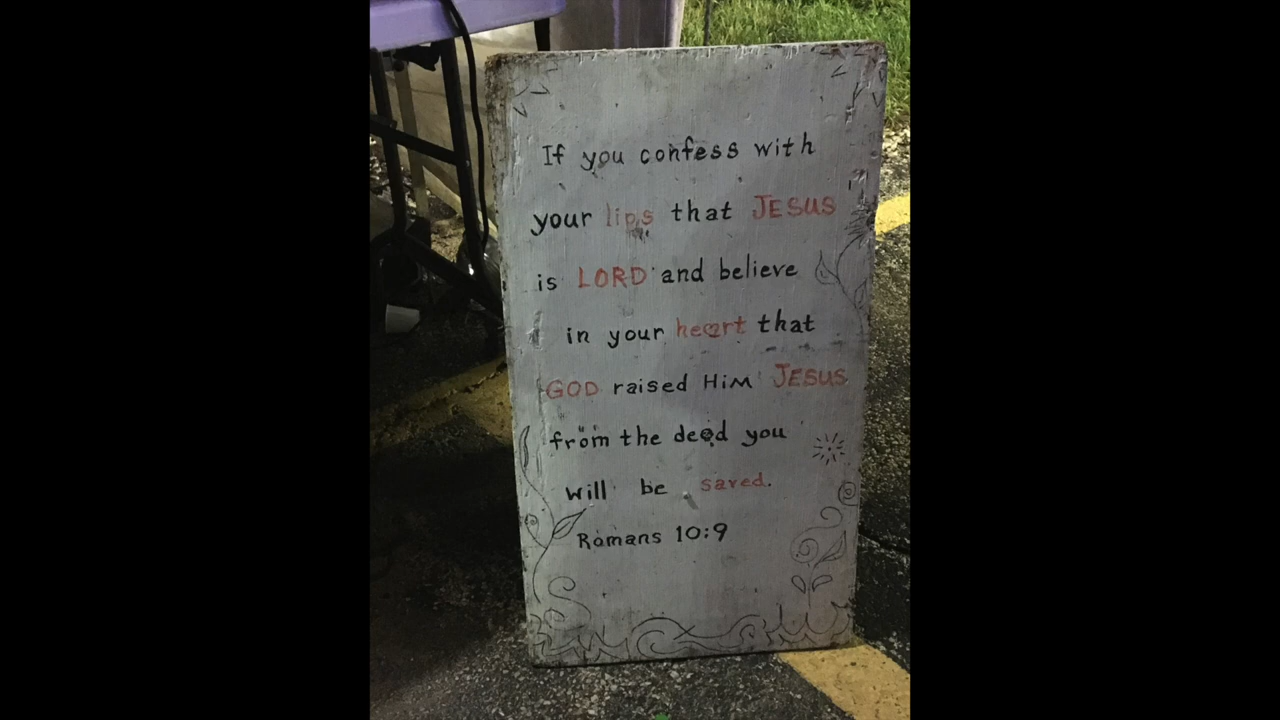 If you confess with
your lips that JESUS
is LORD and believe
in your heart that
GOD raised HiM JESUS
from the dead you
will be saved.
Romans 10:9